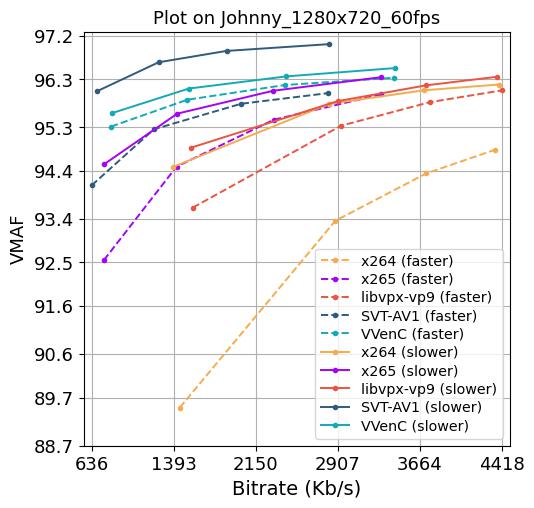 Plot on Johnny_1280x720_60fps
97.2
96.3
95.3
94.4
93.4
92.5
91.6
90.6
89.7
88.7
VMAF
x264 (faster)
x265 (faster)
libvpx-vp9 (faster)
SVT-AV1 (faster)
VVenC (faster)
x264 (slower)
x265 (slower)
libvpx-vp9 (slower)
SVT-AV1 (slower)
VVenC (slower)
636 1393 2150 2907 3664 4418
Bitrate (Kb/s)